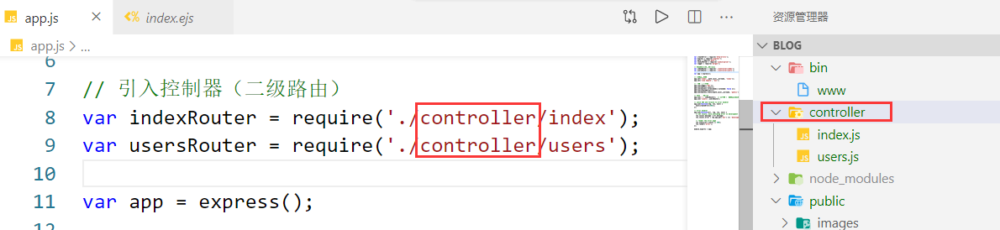 app.js
index.ejs
资源管理器
app.js > ...
BLOG
6
7 // 引入控制器（二级路由）
8 var indexRouter = require('./controller/index');
9 var usersRouter = require('./controller/users');
10
11 var app = express();
12
bin
www
controller
JS index.js
JS users.js
node_modules
public
images